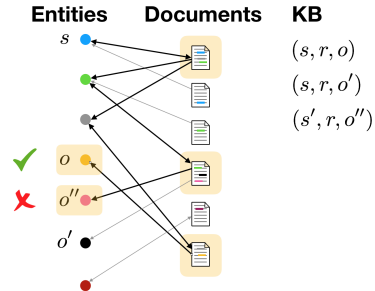 Entities Documents KB
s (s, r, o)
(s, r, o′)
(s′, r, o′′)
o
o′′
o′